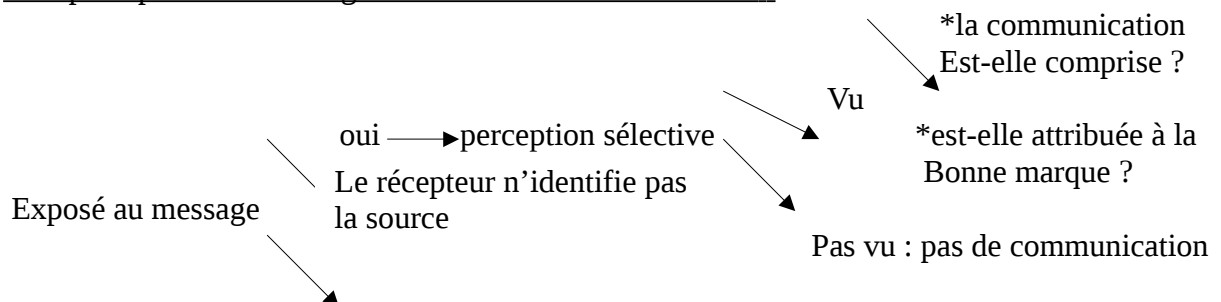 *la communication
Est-elle comprise ?
Vu
oui perception sélective
*est-elle attribuée à la
Bonne marque ?
Le récepteur n’identifie pas
la source
Exposé au message
Pas vu : pas de communication